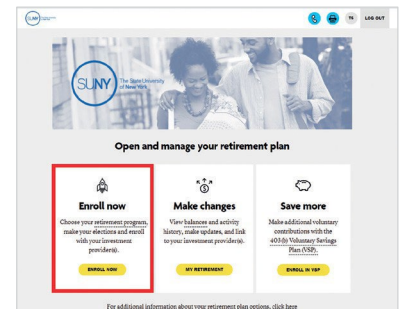 SUNY
TS LOG OUT
SUNY The State University
of New York
Open and manage your retirement plan
Enroll now
Choose your retirement program,
make your elections and enroll
with your investment
provider(s).
ENROLL NOW
Make changes
View balances and activity
history, make updates, and link
to your investment provider(s).
MY RETIREMENT
Save more
Make additional voluntary
contributions with the
403(b) Voluntary Savings
Plan (VSP).
ENROLL IN VSP
For additional information about your retirement plan options, click here